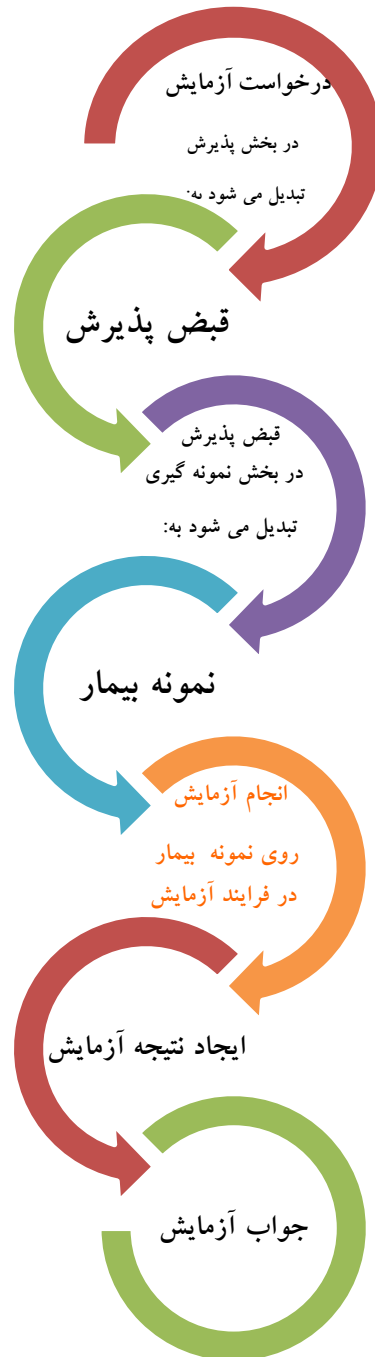 درخواست آزمایش
در بخش پذیرش
تبدیل می شود به:
قبض پذیرش
قبض پذیرش
در بخش نمونه گیری
تبدیل می شود به:
نمونه بیمار
انجام آزمایش
روی نمونه بیمار
در فرایند آزمایش
ایجاد نتیجه آزمایش
جواب آزمایش